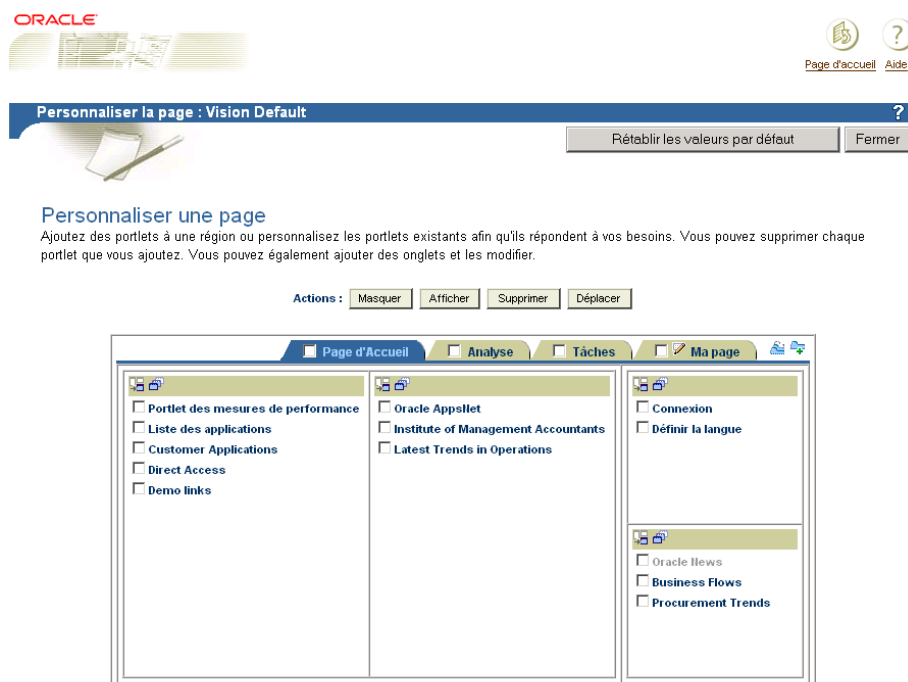 ORACLE
Page d'accueil Aide
Personnaliser la page : Vision Default ?
Rétablir les valeurs par défaut Fermer
Personnaliser une page
Ajoutez des portlets à une région ou personnalisez les portlets existants afin qu'ils répondent à vos besoins. Vous pouvez supprimer chaque
portlet que vous ajoutez. Vous pouvez également ajouter des onglets et les modifier.
Actions : Masquer Afficher Supprimer Déplacer
Page d'Accueil Analyse Tâches Ma page
Portlet des mesures de performance
Liste des applications
Customer Applications
Direct Access
Demo links
Oracle AppsNet
Institute of Management Accountants
Latest Trends in Operations
Connexion
Définir la langue
Oracle News
Business Flows
Procurement Trends